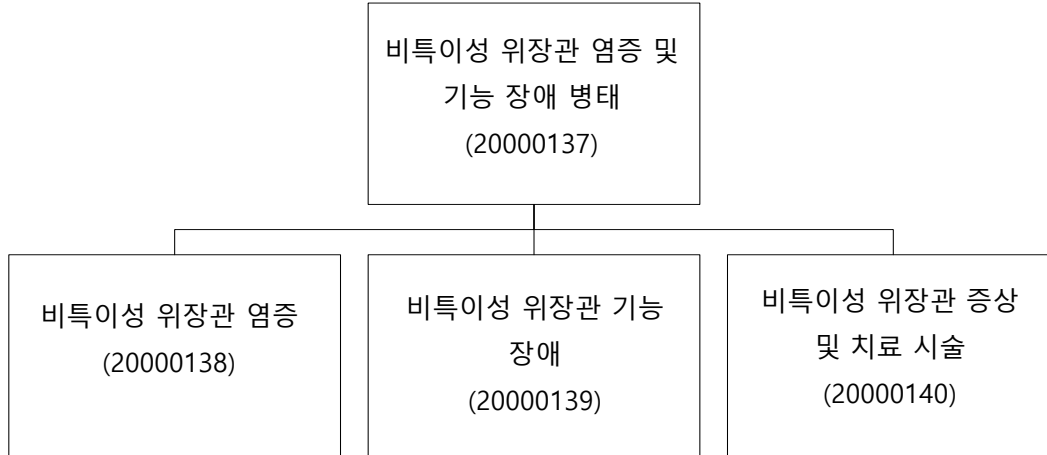 비특이성 위장관 염증 및
기능 장애 병태
(20000137)
비특이성 위장관 염증
(20000138)
비특이성 위장관 기능
장애
(20000139)
비특이성 위장관 증상
및 치료 시술
(20000140)